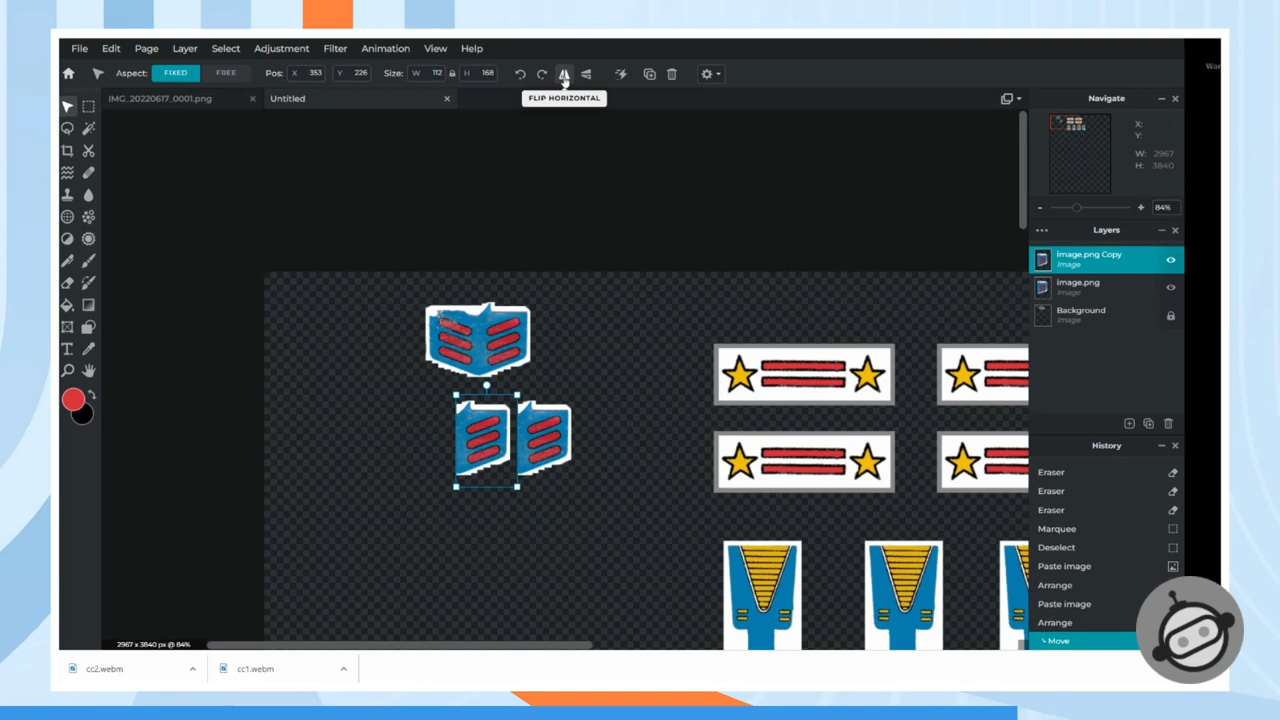 File Edit Page Layer Select Adjustment Filter Animation View Help
Aspect: FIXED FREE Pos: X 353 Y 226 Size: W 112 H 168
IMG_20220617_0001.png Untitled
FLIP HORIZONTAL
Navigate
X:
Y:
W: 2967
H: 3840
84%
Layers
image.png Copy
Image
image.png
Image
Background
Image
History
Eraser
Eraser
Eraser
Marquee
Deselect
Paste image
Arrange
Paste image
Arrange
Move
2967 x 3840 px @ 84%
cc2.webm cc1.webm